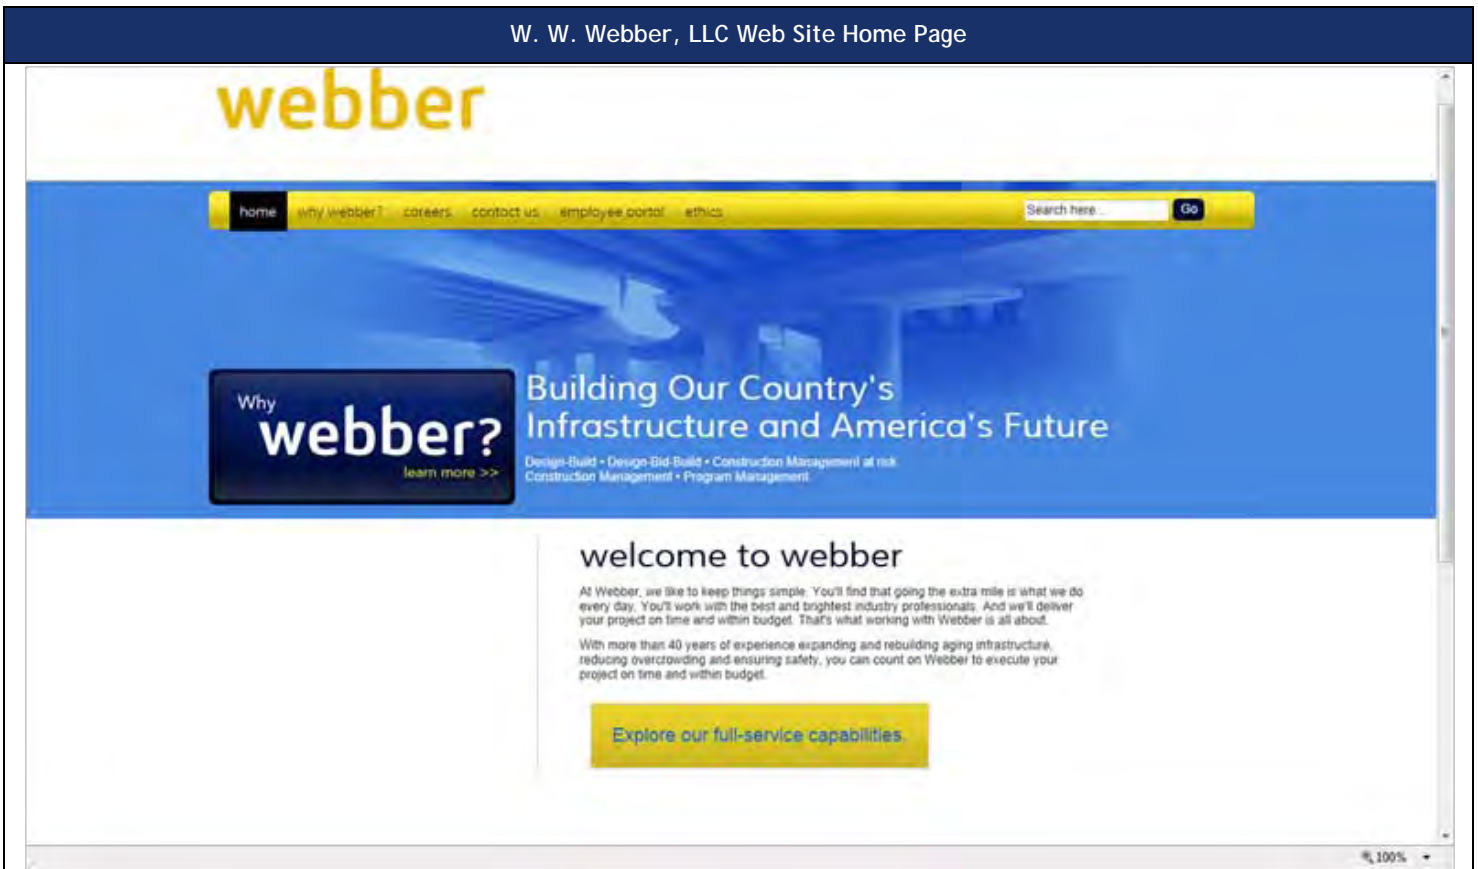 W. W. Webber, LLC Web Site Home Page
webber
home why webber? careers contact us employee portal ethics Search here... Go
Building Our Country's
Infrastructure and America's Future
Why
webber?
learn more >>
Design-Build • Design-Bid-Build • Construction Management at risk
Construction Management • Program Management
welcome to webber
At Webber, we like to keep things simple. You'll find that going the extra mile is what we do
every day. You'll work with the best and brightest industry professionals. And we'll deliver
your project on time and within budget. That's what working with Webber is all about.
With more than 40 years of experience expanding and rebuilding aging infrastructure,
reducing overcrowding and ensuring safety, you can count on Webber to execute your
project on time and within budget.
Explore our full-service capabilities.
100%